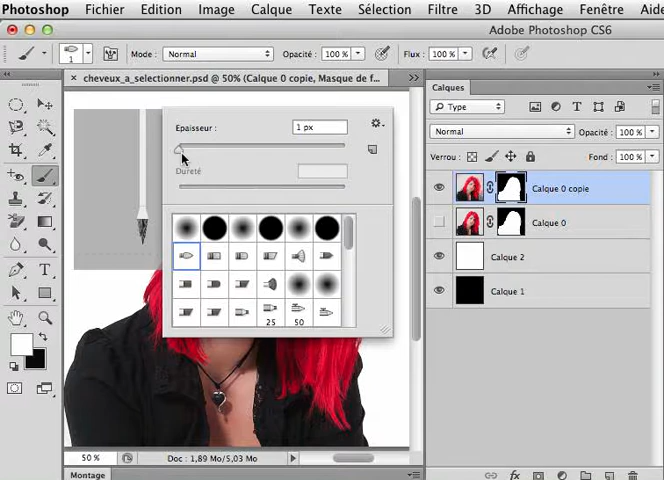 Photoshop Fichier Edition Image Calque Texte Sélection Filtre 3D Affichage Fenêtre Aide
Adobe Photoshop CS6
1 Mode : Normal Opacité : 100 % Flux : 100 %
× cheveux_a_selectionner.psd @ 50% (Calque 0 copie, Masque de f...
Calques
Type
Normal Opacité : 100%
Verrou : Fond : 100%
Epaisseur : 1 px
Dureté
25 50
Calque 0 copie
Calque 0
Calque 2
Calque 1
50 % Doc : 1,89 Mo/5,03 Mo
Montage
fx